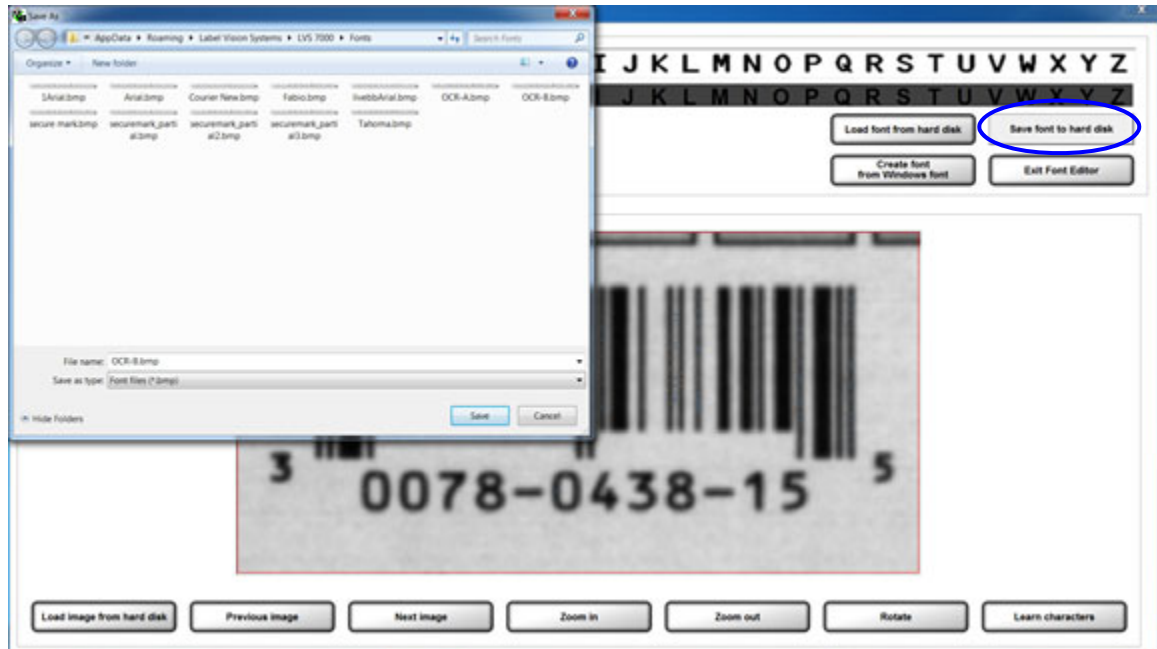 Save As
« AppData ▸ Roaming ▸ Label Vision Systems ▸ LVS 7000 ▸ Fonts
Search Fonts
Organize ▾ New folder
1Arial.bmp Arial.bmp Courier New.bmp Fabio.bmp OCR-A.bmp OCR-B.bmp
secure mark.bmp securemark_partial.bmp securemark_partial2.bmp securemark_partial3.bmp Tahoma.bmp
File name: OCR-B.bmp
Save as type: Font files (*.bmp)
Hide Folders
Save Cancel
I J K L M N O P Q R S T U V W X Y Z
J K L M N O P Q R S T U V W X Y Z
Load font from hard disk
Save font to hard disk
Create font
from Windows font
Exit Font Editor
3 0078-0438-15 5
Load image from hard disk Previous image Next image Zoom in Zoom out Rotate Learn characters